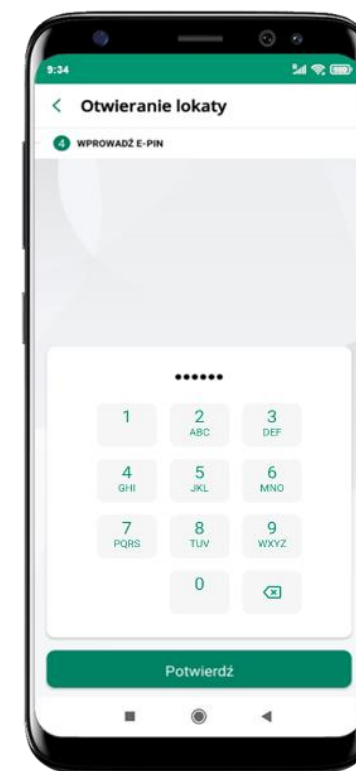 9:34
Otwieranie lokaty
4 WPROWADŹ E-PIN
1 2 3
ABC DEF
4 5 6
GHI JKL MNO
7 8 9
PQRS TUV WXYZ
0
Potwierdź